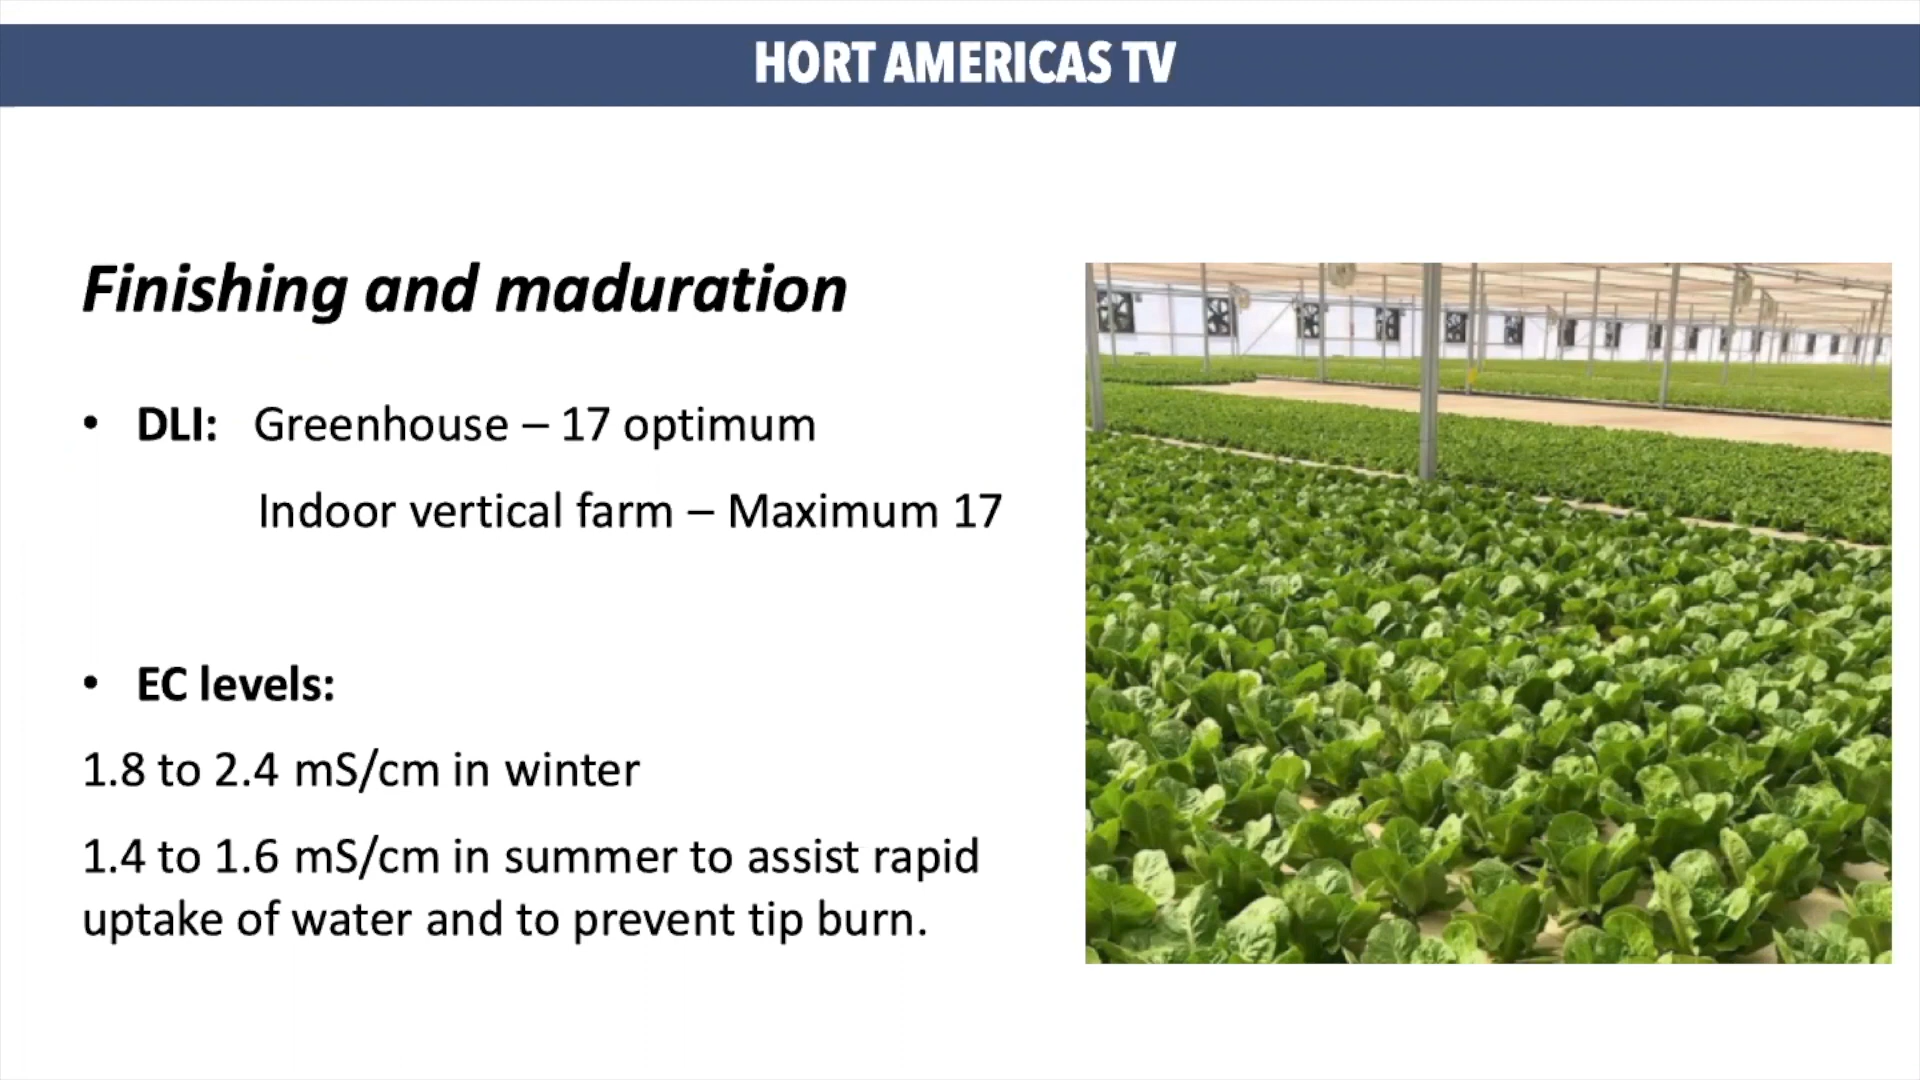 HORT AMERICAS TV
Finishing and maduration
• DLI: Greenhouse – 17 optimum
Indoor vertical farm – Maximum 17
• EC levels:
1.8 to 2.4 mS/cm in winter
1.4 to 1.6 mS/cm in summer to assist rapid
uptake of water and to prevent tip burn.